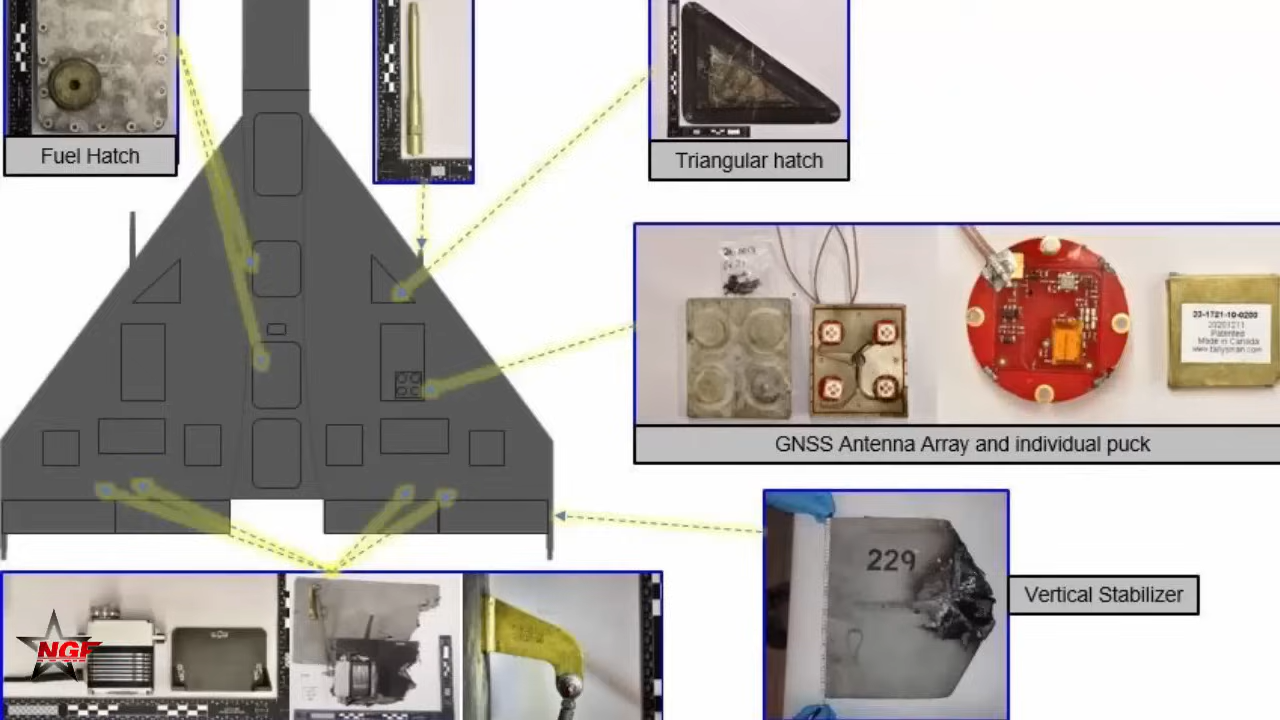 Fuel Hatch
Triangular hatch
33-1721-10-0200
20201211
Patented
Made in Canada
www.tallysman.com
GNSS Antenna Array and individual puck
229
Vertical Stabilizer
NGF